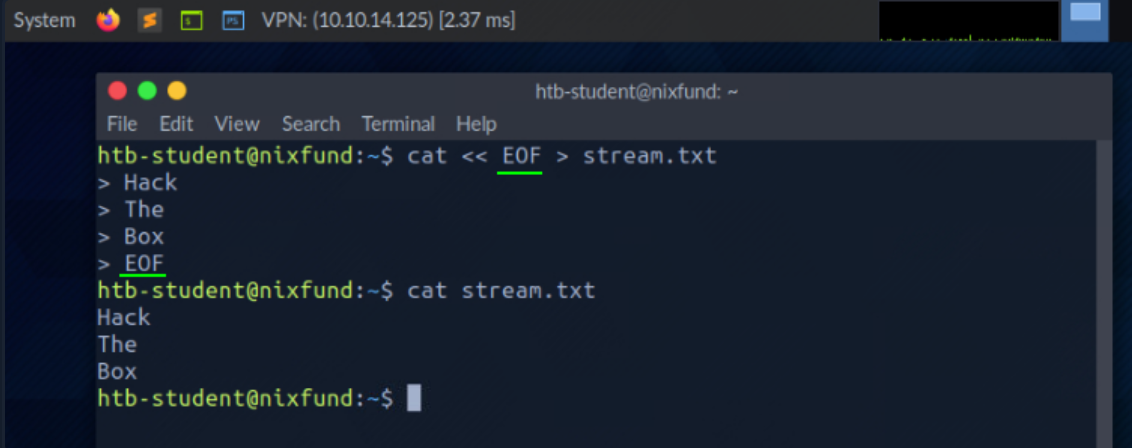 System VPN: (10.10.14.125) [2.37 ms]
htb-student@nixfund: ~
File Edit View Search Terminal Help
htb-student@nixfund:~$ cat << EOF > stream.txt
> Hack
> The
> Box
> EOF
htb-student@nixfund:~$ cat stream.txt
Hack
The
Box
htb-student@nixfund:~$